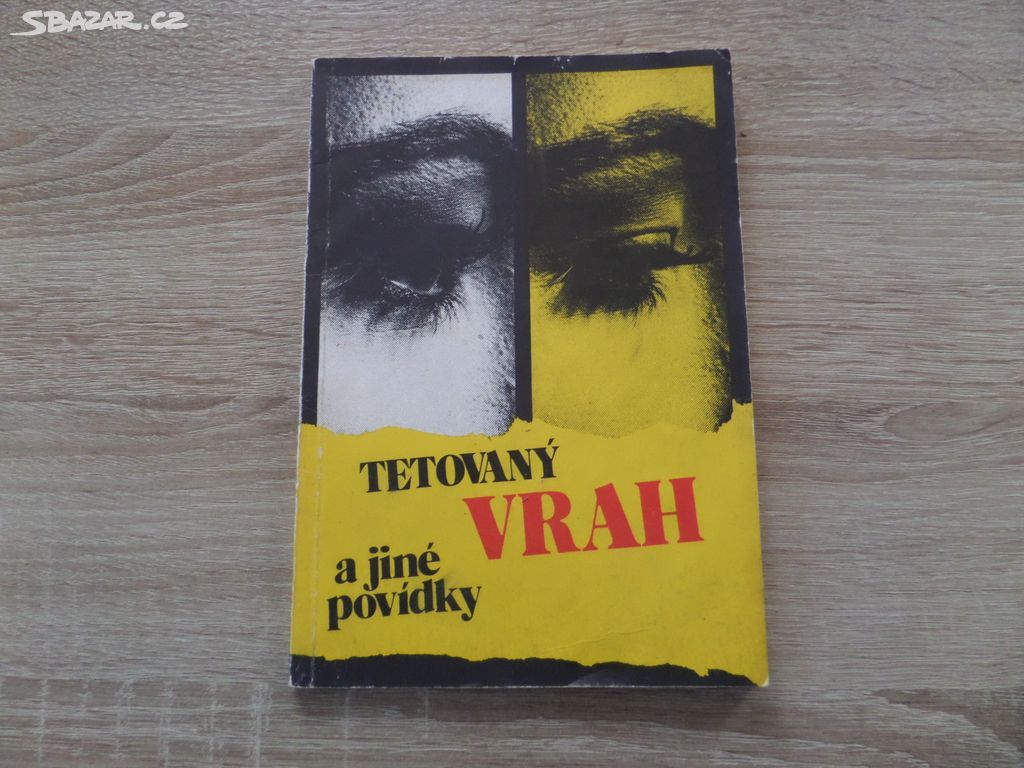 SBAZAR.CZ
TETOVANÝ
VRAH
a jiné
povídky